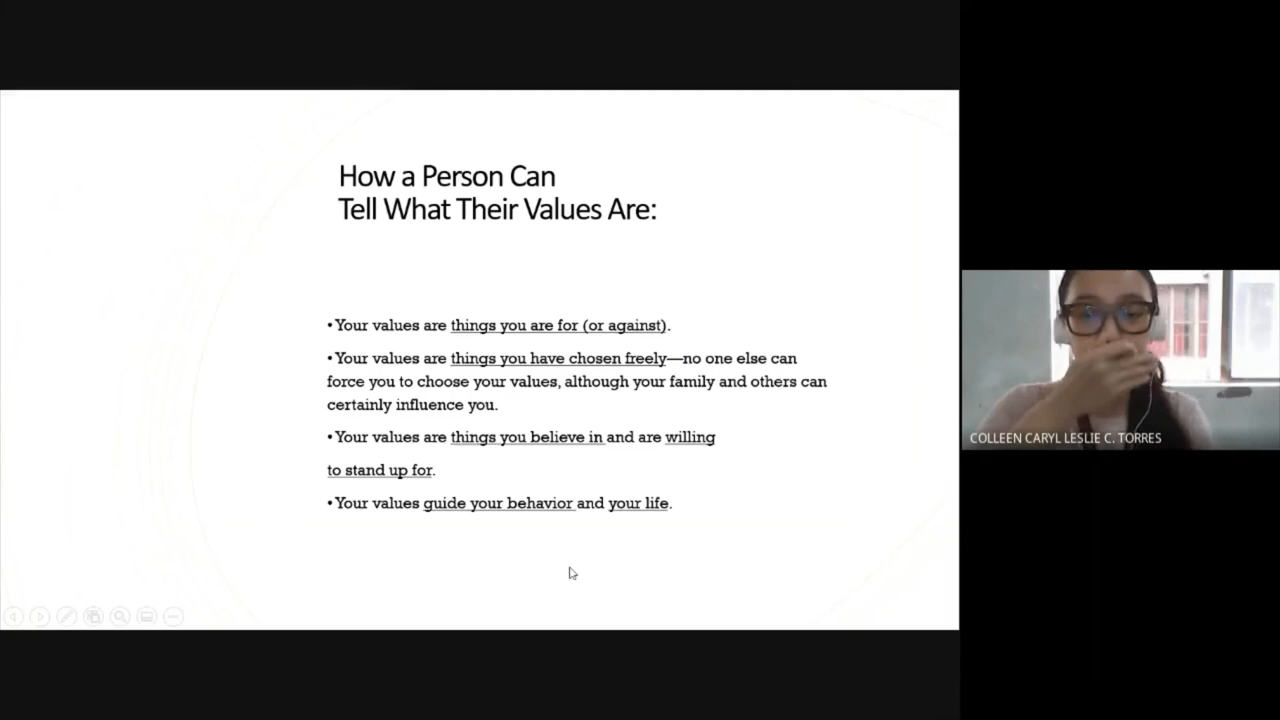 How a Person Can
Tell What Their Values Are:
•Your values are things you are for (or against).
•Your values are things you have chosen freely—no one else can
force you to choose your values, although your family and others can
certainly influence you.
•Your values are things you believe in and are willing
to stand up for.
•Your values guide your behavior and your life.
COLLEEN CARYL LESLIE C. TORRES